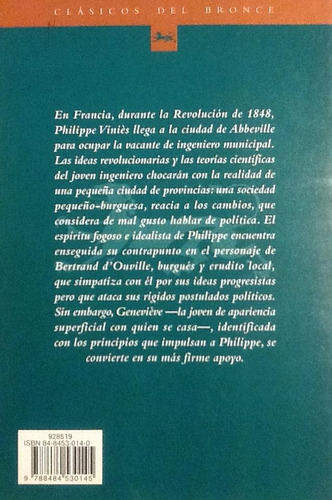 CLÁSICOS DEL BRONCE
En Francia, durante la Revolución de 1848,
Philippe Viniès llega a la ciudad de Abbeville
para ocupar la vacante de ingeniero municipal.
Las ideas revolucionarias y las teorías científicas
del joven ingeniero chocarán con la realidad de
una pequeña ciudad de provincias: una sociedad
pequeño-burguesa, reacia a los cambios, que
considera de mal gusto hablar de política. El
espíritu fogoso e idealista de Philippe encuentra
enseguida su contrapunto en el personaje de
Bertrand d'Ouville, burgués y erudito local,
que simpatiza con él por sus ideas progresistas
pero que ataca sus rígidos postulados políticos.
Sin embargo, Geneviève —la joven de apariencia
superficial con quien se casa—, identificada
con los principios que impulsan a Philippe, se
convierte en su más firme apoyo.
928519
ISBN 84-8453-014-0
9 788484 530145